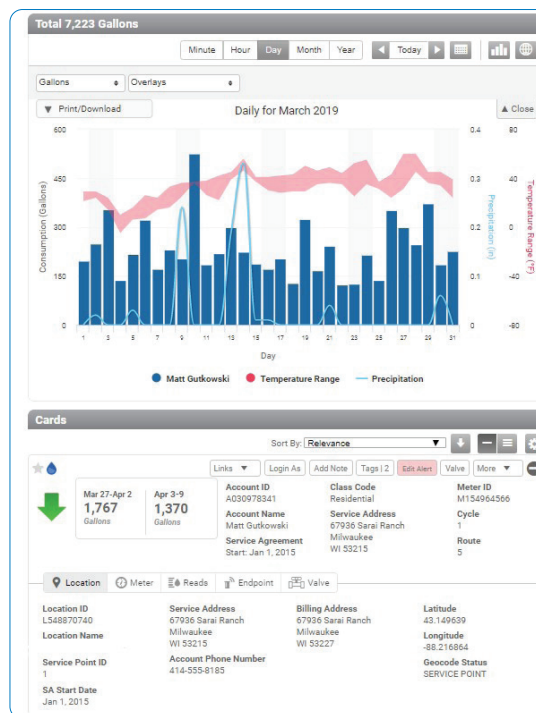 Total 7,223 Gallons
Minute Hour Day Month Year Today
Gallons Overlays
Print/Download Daily for March 2019 Close
600 0.4 80
450 0.3 40
300 0.2 0
150 0.1 -40
0 0 -80
Consumption (Gallons)
Precipitation (in)
Temperature Range (°F)
1 3 5 7 9 11 13 15 17 19 21 23 25 27 29 31
Day
Matt Gutkowski Temperature Range Precipitation
Cards
Sort By: Relevance
Links Login As Add Note Tags | 2 Edit Alert Valve More
Mar 27-Apr 2 Apr 3-9
1,767 1,370
Gallons Gallons
Account ID Class Code Meter ID
A030978341 Residential M154964566
Account Name Service Address Cycle
Matt Gutkowski 67936 Sarai Ranch 1
Service Agreement Milwaukee Route
Start: Jan 1, 2015 WI 53215 5
Location Meter Reads Endpoint Valve
Location ID Service Address Billing Address Latitude
L548870740 67936 Sarai Ranch 67936 Sarai Ranch 43.149639
Location Name Milwaukee Milwaukee Longitude
WI 53215 WI 53227 -88.216864
Service Point ID Account Phone Number Geocode Status
1 414-555-8185 SERVICE POINT
SA Start Date
Jan 1, 2015